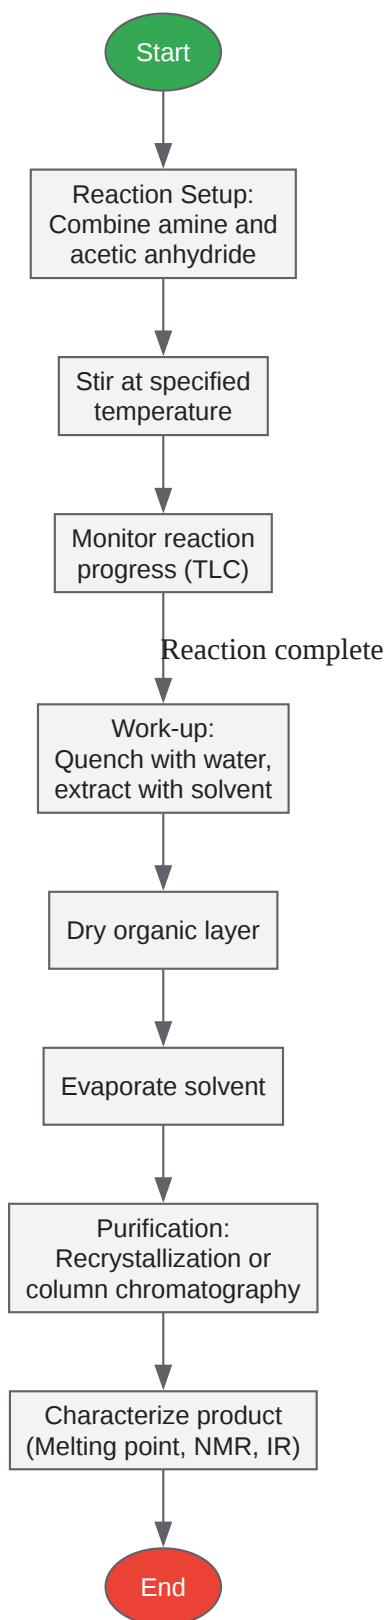 Start
Reaction Setup:
Combine amine and
acetic anhydride
Stir at specified
temperature
Monitor reaction
progress (TLC)
Reaction complete
Work-up:
Quench with water,
extract with solvent
Dry organic layer
Evaporate solvent
Purification:
Recrystallization or
column chromatography
Characterize product
(Melting point, NMR, IR)
End